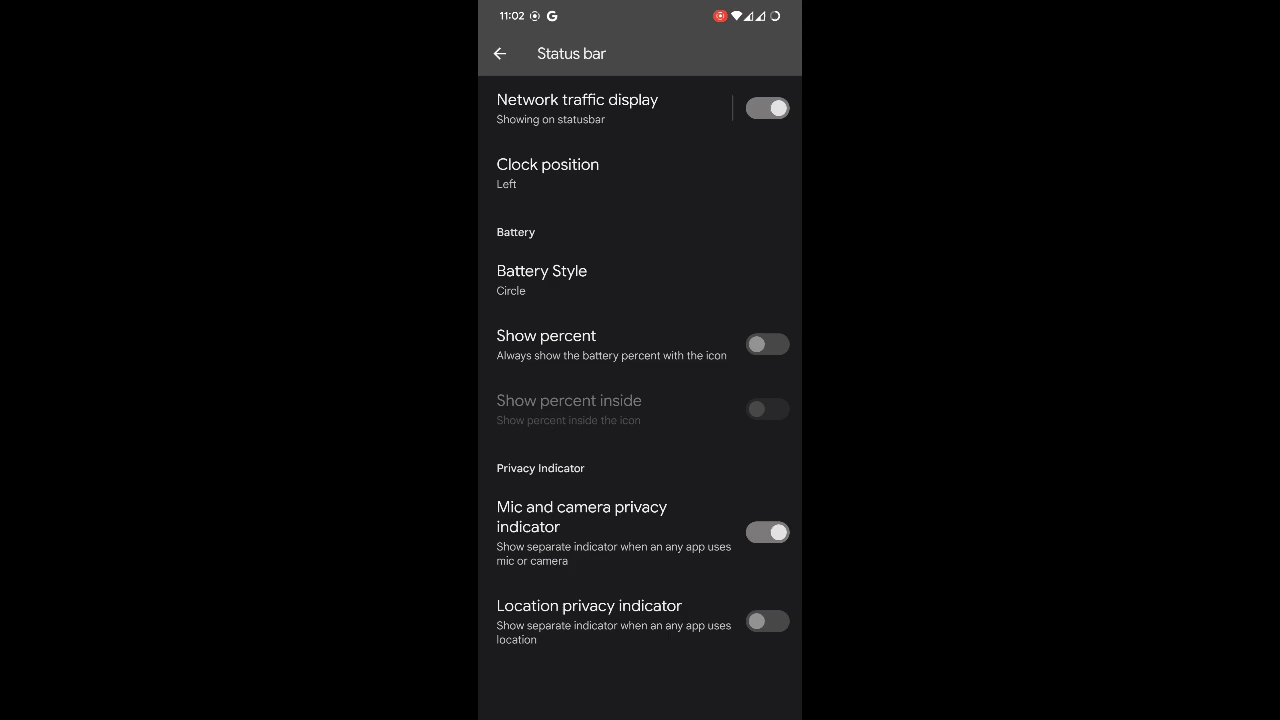 11:02
Status bar
Network traffic display
Showing on statusbar
Clock position
Left
Battery
Battery Style
Circle
Show percent
Always show the battery percent with the icon
Show percent inside
Show percent inside the icon
Privacy Indicator
Mic and camera privacy
indicator
Show separate indicator when an any app uses
mic or camera
Location privacy indicator
Show separate indicator when an any app uses
location